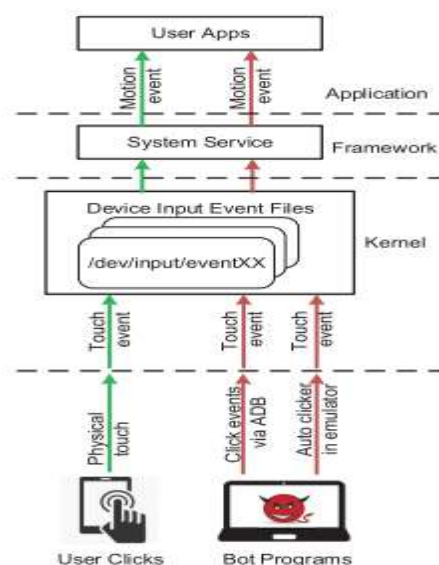 User Apps
Motion
event
Motion
event
Application
System Service
Framework
Device Input Event Files
/dev/input/eventXX
Kernel
Touch
event
Touch
event
Touch
event
Physical
touch
Click events
via ADB
Auto clicker
in emulator
User Clicks
Bot Programs